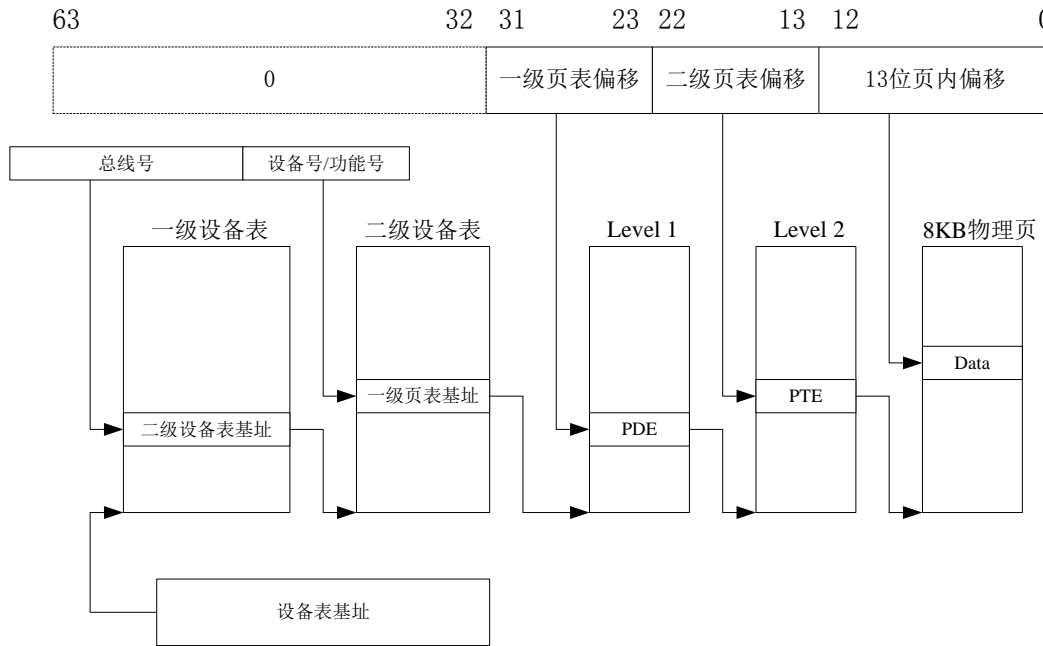 63 32 31 23 22 13 12 0
0 一级页表偏移 二级页表偏移 13位页内偏移
总线号 设备号/功能号
一级设备表 二级设备表 Level 1 Level 2 8KB物理页
Data
一级页表基址 PTE
二级设备表基址 PDE
设备表基址